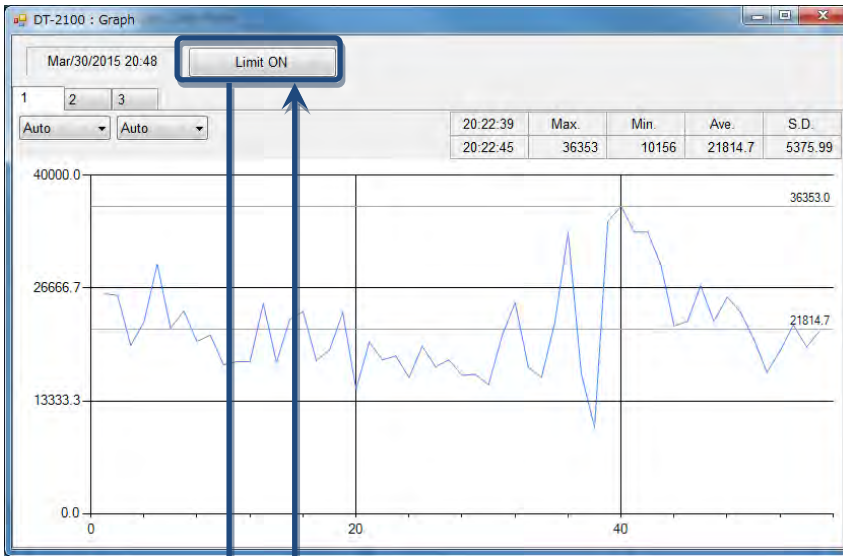 DT-2100 : Graph
Mar/30/2015 20:48 Limit ON
1 2 3
Auto Auto
20:22:39 Max. Min. Ave. S.D.
20:22:45 36353 10156 21814.7 5375.99
40000.0
36353.0
26666.7
21814.7
13333.3
0.0
0 20 40